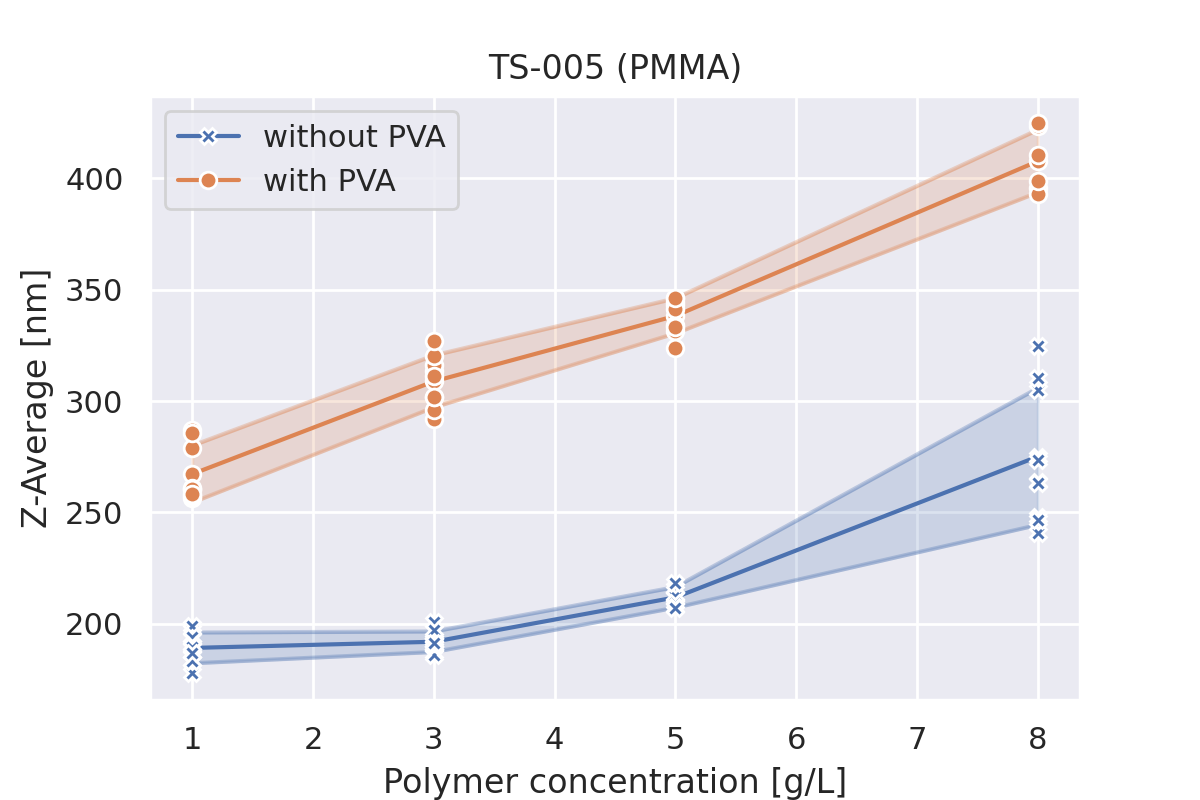 TS-005 (PMMA)
without PVA
with PVA
Z-Average [nm]
400
350
300
250
200
1 2 3 4 5 6 7 8
Polymer concentration [g/L]